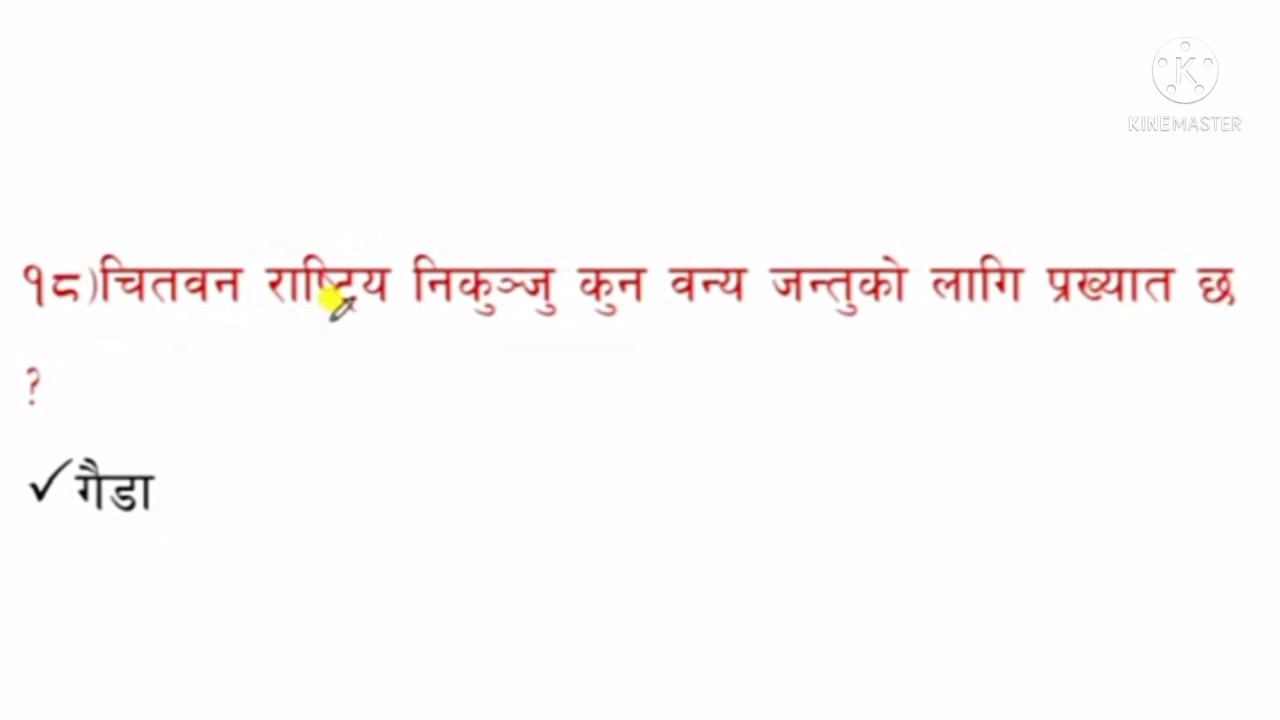 KINEMASTER
१८)चितवन राष्ट्रिय निकुञ्जु कुन वन्य जन्तुको लागि प्रख्यात छ
?
✓गैडा